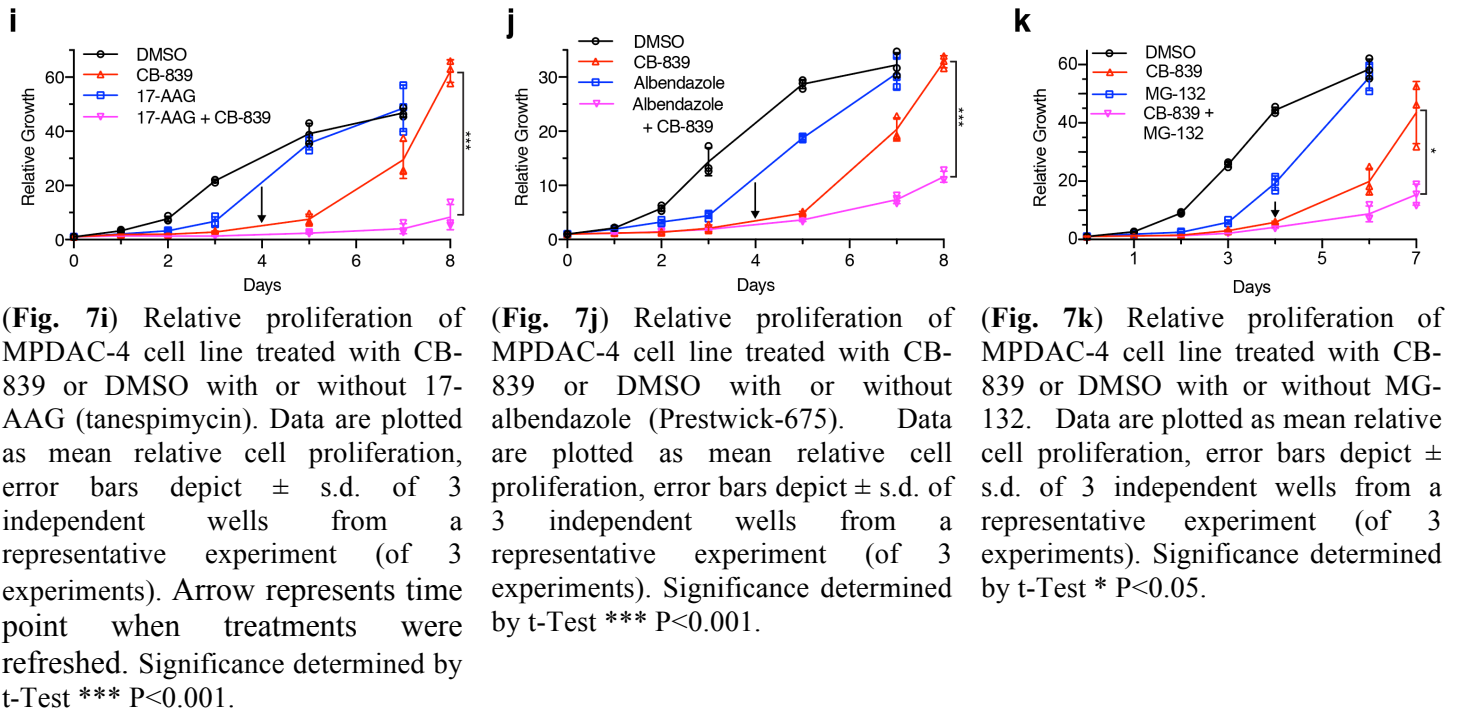 i
DMSO
CB-839
17-AAG
17-AAG + CB-839
Relative Growth
60
40
20
0
***
0 2 4 6 8
Days
(Fig. 7i) Relative proliferation of
MPDAC-4 cell line treated with CB-
839 or DMSO with or without 17-
AAG (tanespimycin). Data are plotted
as mean relative cell proliferation,
error bars depict ± s.d. of 3
independent wells from a
representative experiment (of 3
experiments). Arrow represents time
point when treatments were
refreshed. Significance determined by
t-Test *** P<0.001.
j
DMSO
CB-839
Albendazole
Albendazole
+ CB-839
Relative Growth
30
20
10
0
***
0 2 4 6 8
Days
(Fig. 7j) Relative proliferation of
MPDAC-4 cell line treated with CB-
839 or DMSO with or without
albendazole (Prestwick-675). Data
are plotted as mean relative cell
proliferation, error bars depict ± s.d. of
3 independent wells from a
representative experiment (of 3
experiments). Significance determined
by t-Test *** P<0.001.
k
DMSO
CB-839
MG-132
CB-839 +
MG-132
Relative Growth
60
40
20
0
*
1 3 5 7
Days
(Fig. 7k) Relative proliferation of
MPDAC-4 cell line treated with CB-
839 or DMSO with or without MG-
132. Data are plotted as mean relative
cell proliferation, error bars depict ±
s.d. of 3 independent wells from a
representative experiment (of 3
experiments). Significance determined
by t-Test * P<0.05.